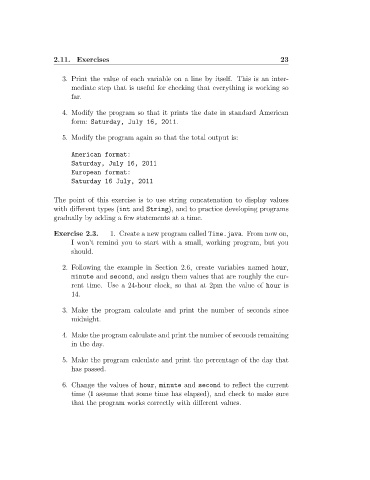 2.11. Exercises 23
3. Print the value of each variable on a line by itself. This is an inter-
mediate step that is useful for checking that everything is working so
far.
4. Modify the program so that it prints the date in standard American
form: Saturday, July 16, 2011.
5. Modify the program again so that the total output is:
American format:
Saturday, July 16, 2011
European format:
Saturday 16 July, 2011
The point of this exercise is to use string concatenation to display values
with different types (int and String), and to practice developing programs
gradually by adding a few statements at a time.
Exercise 2.3. 1. Create a new program called Time.java. From now on,
I won't remind you to start with a small, working program, but you
should.
2. Following the example in Section 2.6, create variables named hour,
minute and second, and assign them values that are roughly the cur-
rent time. Use a 24-hour clock, so that at 2pm the value of hour is
14.
3. Make the program calculate and print the number of seconds since
midnight.
4. Make the program calculate and print the number of seconds remaining
in the day.
5. Make the program calculate and print the percentage of the day that
has passed.
6. Change the values of hour, minute and second to reflect the current
time (I assume that some time has elapsed), and check to make sure
that the program works correctly with different values.